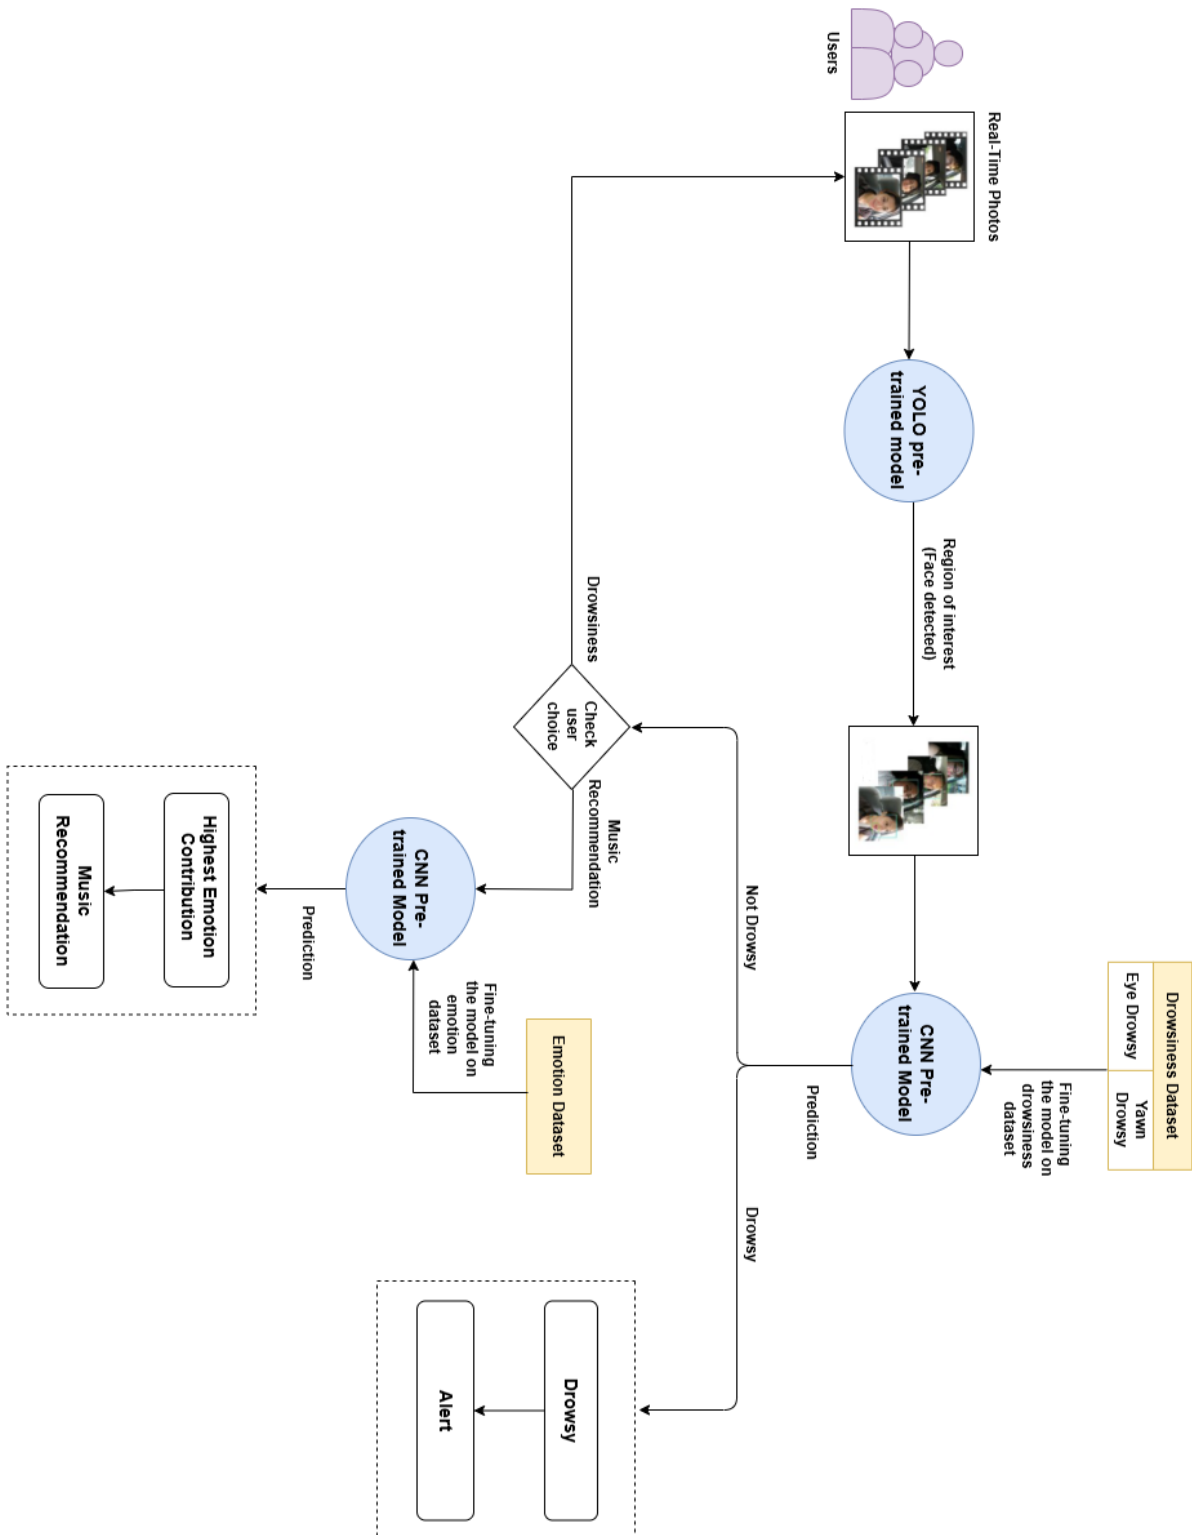 Users
Real-Time Photos
YOLO pre-
trained model
Region of interest
(Face detected)
Drowsiness Dataset
Eye Drowsy
Yawn
Drowsy
Fine-tuning
the model on
drowsiness
dataset
CNN Pre-
trained Model
Prediction
Not Drowsy
Drowsy
Drowsiness
Check
user
choice
Music
Recommendation
Emotion Dataset
Fine-tuning
the model on
emotion
dataset
CNN Pre-
trained Model
Prediction
Highest Emotion
Contribution
Music
Recommendation
Drowsy
Alert